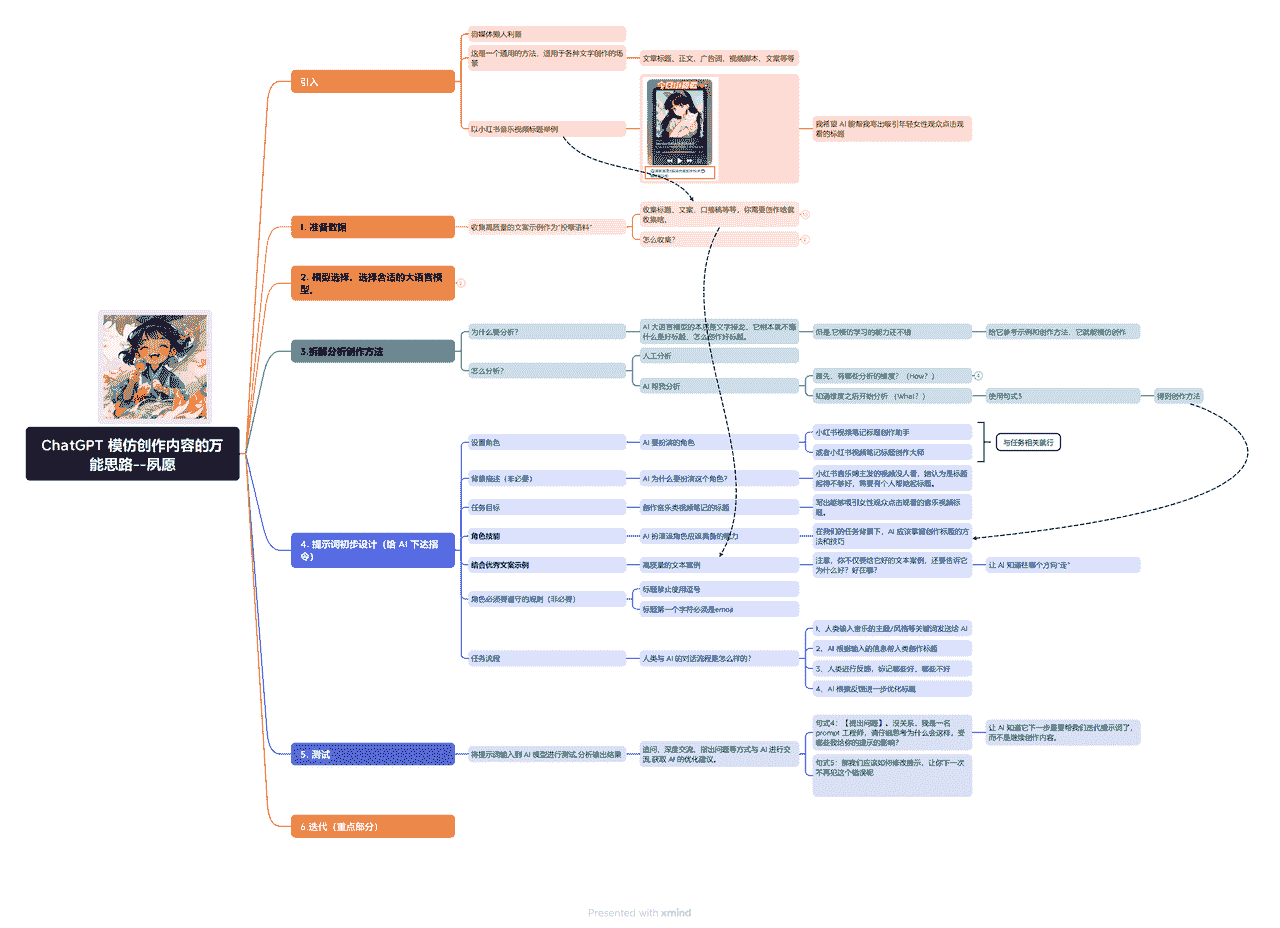 ChatGPT 模仿创作内容的万
能思路--夙愿
引入
自媒体懒人利器
这是一个通用的方法，适用于各种文字创作的场
景
文章标题、正文、广告词、视频脚本、文案等等
以小红书音乐视频标题举例
我希望 AI 能帮我写出吸引年轻女性观众点击观
看的标题
1. 准备数据
收集高质量的文案示例作为“投喂语料”
收集标题、文案、口播稿等等，你需要创作啥就
收集啥。
怎么收集？
2. 模型选择，选择合适的大语言模
型。
3.拆解分析创作方法
为什么要分析？
AI 大语言模型的本质是文字接龙，它根本就不懂
什么是好标题，怎么创作好标题。
但是,它模仿学习的能力还不错
给它参考示例和创作方法，它就能模仿创作
怎么分析？
人工分析
AI 帮我分析
首先，有哪些分析的维度？（How？）
知道维度之后开始分析 （What？）
使用句式3
得到创作方法
4. 提示词初步设计（给 AI 下达指
令）
设置角色
AI 要扮演的角色
小红书视频笔记标题创作助手
或者小红书视频笔记标题创作大师
与任务相关就行
背景描述（非必要）
AI 为什么要扮演这个角色？
小红书音乐博主发的视频没人看，她认为是标题
起得不够好，需要有个人帮她起标题。
任务目标
创作音乐类视频笔记的标题
写出能够吸引女性观众点击观看的音乐视频标
题。
角色技能
AI 扮演该角色应该具备的能力
在我们的任务背景下，AI 应该掌握创作标题的方
法和技巧
结合优秀文案示例
高质量的文本案例
注意，你不仅要给它好的文本案例，还要告诉它
为什么好？好在哪？
让 AI 知道往哪个方向“走”
角色必须要遵守的规则（非必要）
标题禁止使用逗号
标题第一个字符必须是emoji
任务流程
人类与 AI 的对话流程是怎么样的？
1、人类输入音乐的主题/风格等关键词发送给 AI
2、AI 根据输入的信息帮人类创作标题
3、人类进行反馈，标记哪些好，哪些不好
4、AI 根据反馈进一步优化标题
5. 测试
将提示词输入到 AI 模型进行测试,分析输出结果
追问、深度交流、指出问题等方式与 AI 进行交
流,获取 AI 的优化建议。
句式4：【提出问题】。没关系，我是一名
prompt 工程师，请仔细思考为什么会这样，受
哪些我给你的提示的影响？
让 AI 知道它下一步是要帮我们迭代提示词了，
而不是继续创作内容。
句式5：那我们应该如何修改提示，让你下一次
不再犯这个错误呢
6 迭代（重点部分）
Presented with xmind